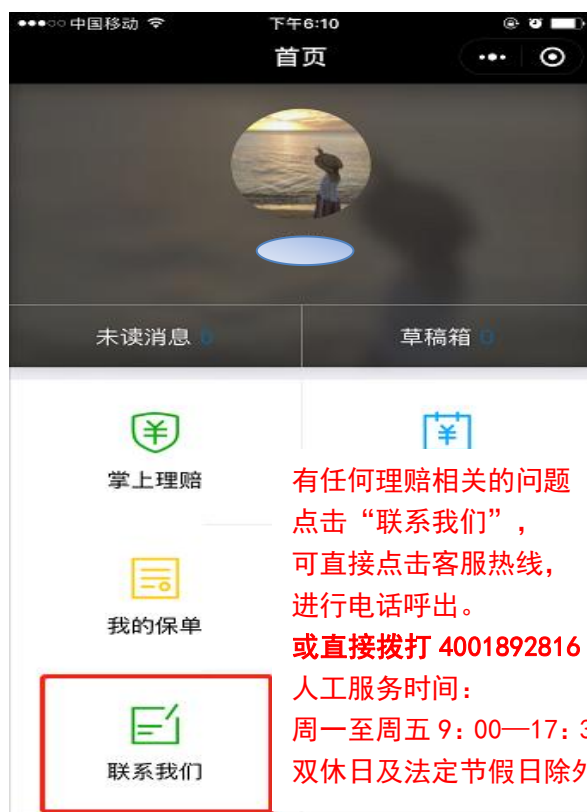 中国移动
下午6:10
首页
未读消息 0
草稿箱 0
掌上理赔
有任何理赔相关的问题
点击“联系我们”，
可直接点击客服热线，
进行电话呼出。
我的保单
或直接拨打 4001892816
人工服务时间：
周一至周五 9：00—17：3
联系我们
双休日及法定节假日除外